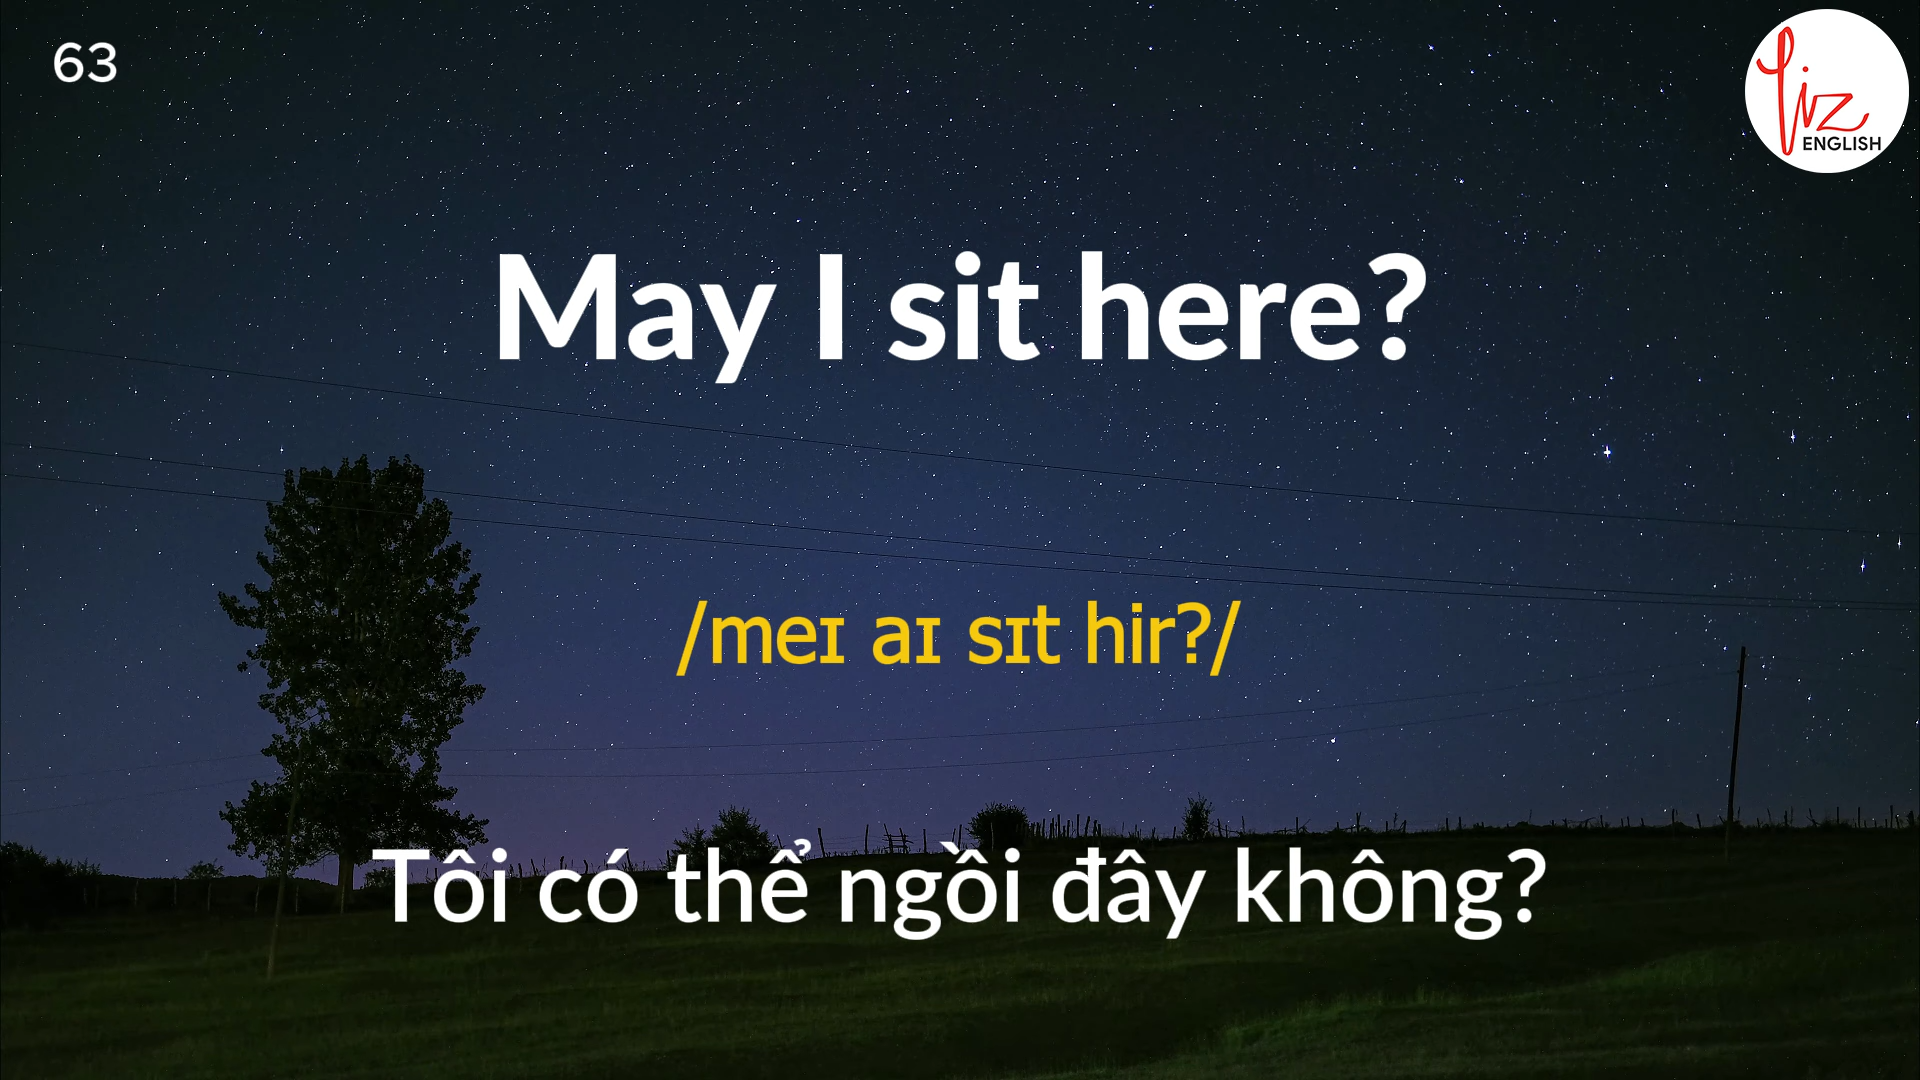 63
Liz
ENGLISH
May I sit here?
/meɪ aɪ sɪt hir?/
Tôi có thể ngồi đây không?